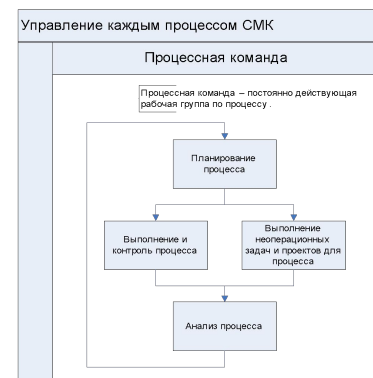 Управление каждым процессом СМК
Процессная команда
Процессная команда – постоянно действующая
рабочая группа по процессу .
Планирование
процесса
Выполнение и
контроль процесса
Выполнение
неоперационных
задач и проектов для
процесса
Анализ процесса